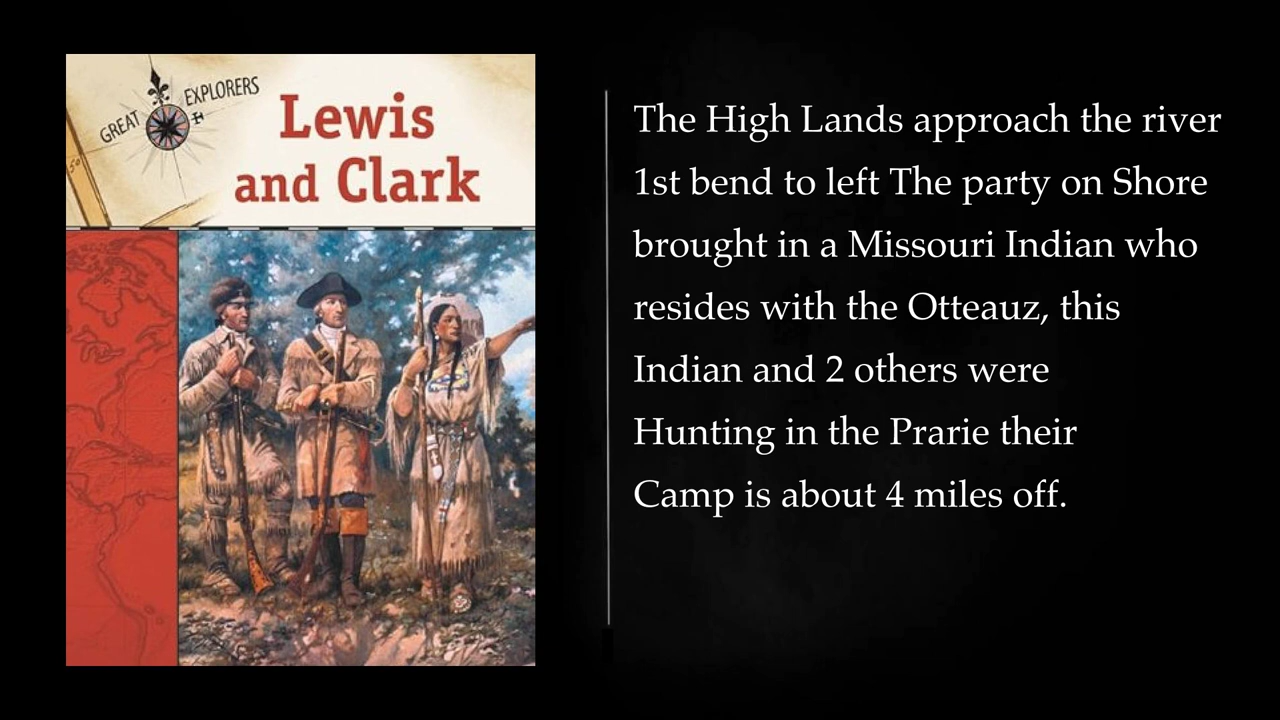 GREAT EXPLORERS
Lewis
and Clark
50
The High Lands approach the river
1st bend to left The party on Shore
brought in a Missouri Indian who
resides with the Otteauz, this
Indian and 2 others were
Hunting in the Prarie their
Camp is about 4 miles off.